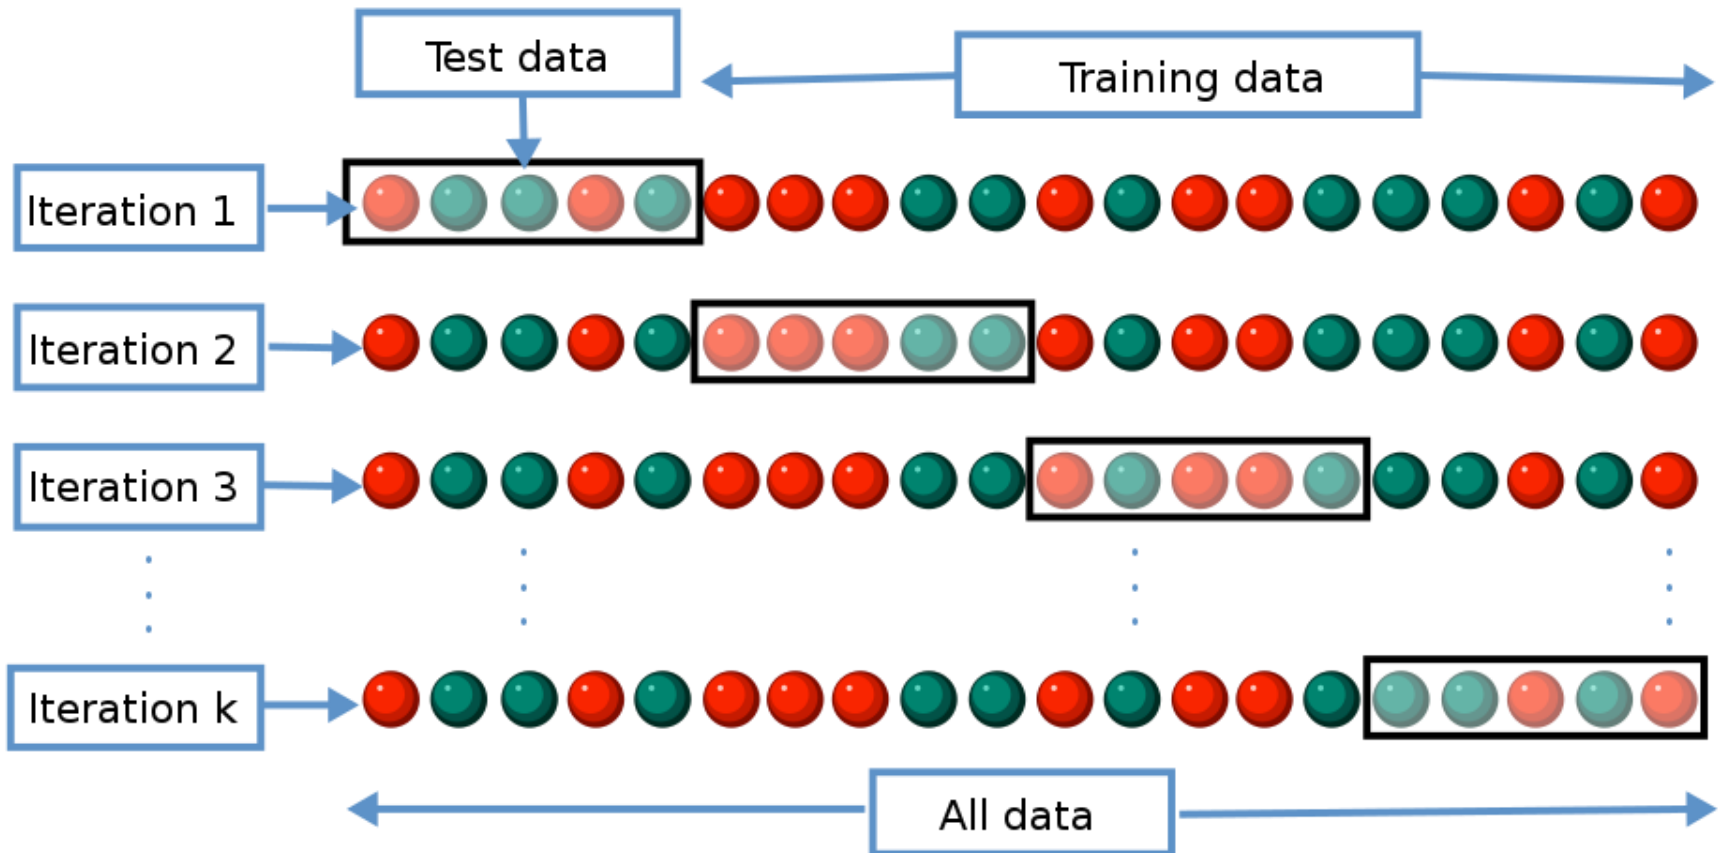 Test data
Training data
Iteration 1
Iteration 2
Iteration 3
Iteration k
All data